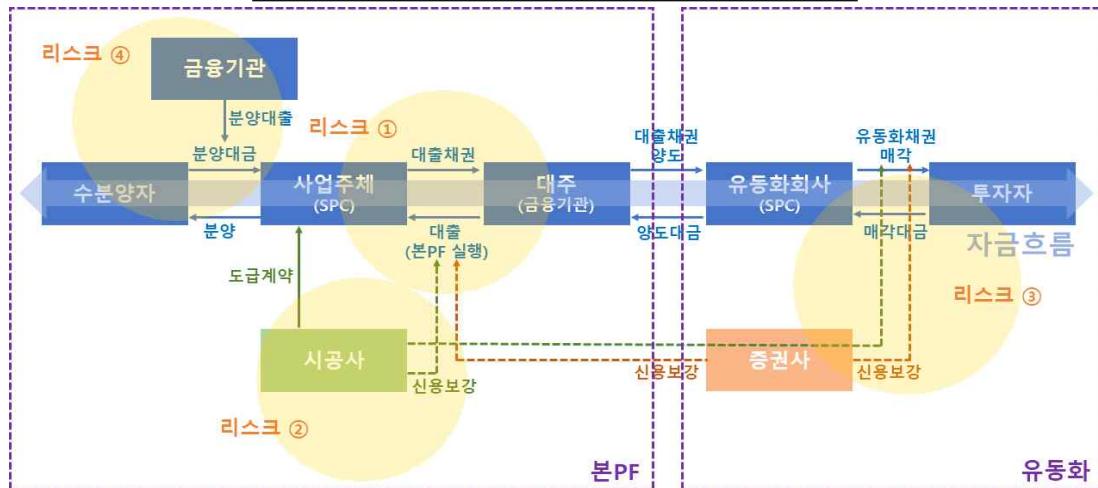 리스크 ④
금융기관
분양대출
리스크 ①
분양대금
대출채권
대출채권
양도
유동화채권
매각
수분양자
사업주체
(SPC)
대주
(금융기관)
유동화회사
(SPC)
투자자
분양
대출
(본PF 실행)
양도대금
매각대금
자금흐름
도급계약
리스크 ③
시공사
증권사
신용보강
신용보강
신용보강
리스크 ②
본PF
유동화